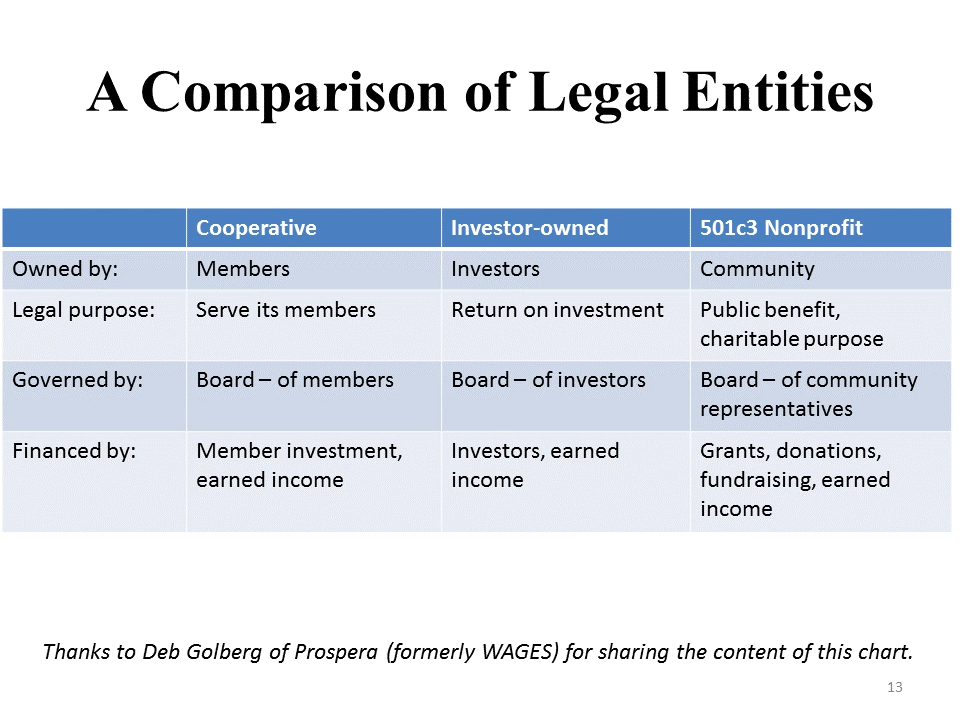 A Comparison of Legal Entities
Cooperative Investor-owned 501c3 Nonprofit
Owned by: Members Investors Community
Legal purpose: Serve its members Return on investment Public benefit,
charitable purpose
Governed by: Board – of members Board – of investors Board – of community
representatives
Financed by: Member investment, Investors, earned Grants, donations,
earned income income fundraising, earned
income
Thanks to Deb Golberg of Prospera (formerly WAGES) for sharing the content of this chart.
13